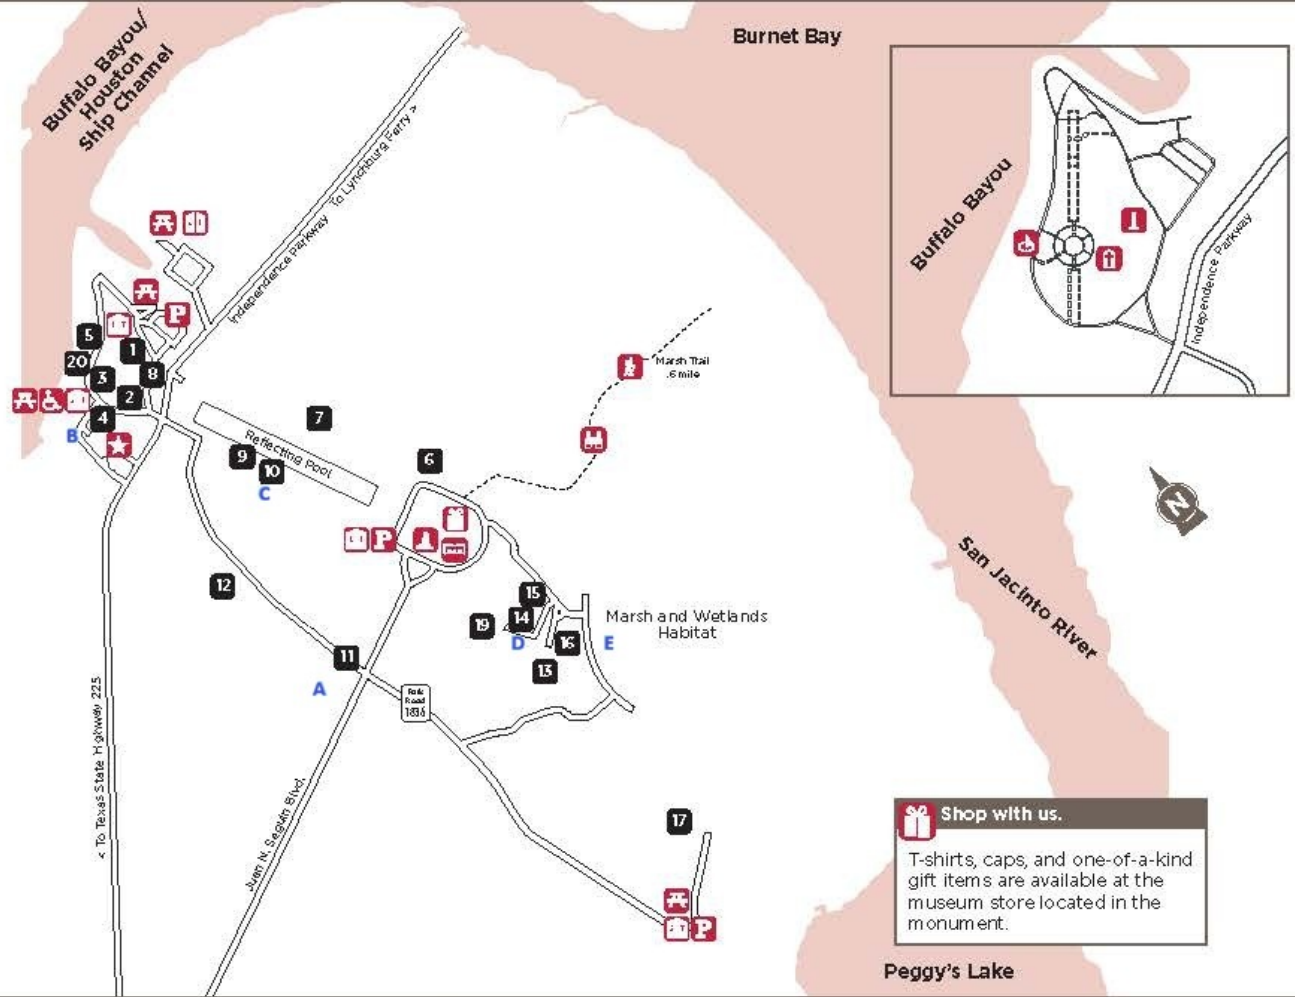 Buffalo Bayou/
Houston
Ship Channel
Burnet Bay
Independence Parkway To Lynchburg Ferry >
Buffalo Bayou
Independence Parkway
P
5
1
20
3
8
2
4
B
7
Reflecting Pool
9
10
C
6
Marsh Trail
.6 mile
P
12
15
14
19
D
16
13
E
Marsh and Wetlands
Habitat
11
A
Park
Road
1836
N
San Jacinto River
< To Texas State Highway 225
Juan N. Seguin Blvd.
17
P
Shop with us.
T-shirts, caps, and one-of-a-kind
gift items are available at the
museum store located in the
monument.
Peggy's Lake